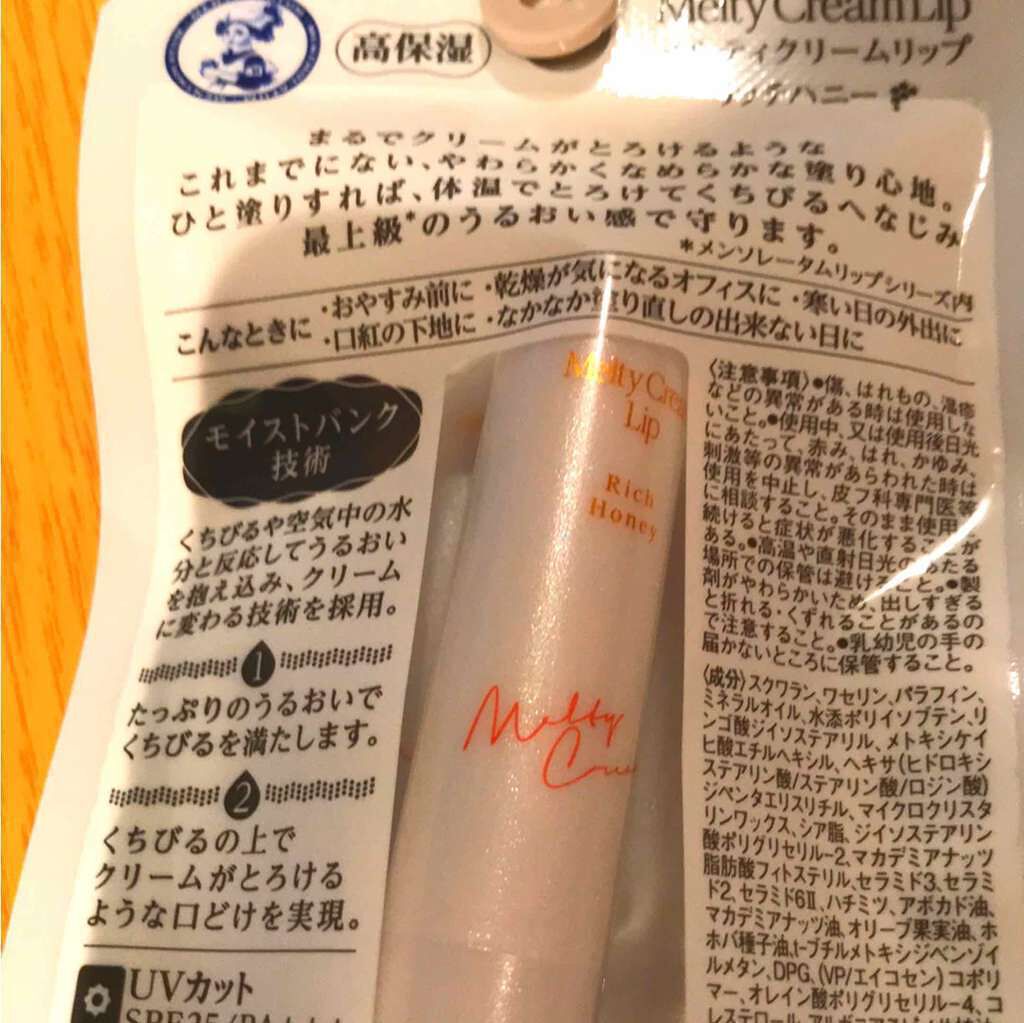 高保湿
Melty Cream Lip
ティクリームリップ
ハニー
まるでクリームがとろけるような
これまでにない、やわらかくなめらかな塗り心地。
ひと塗りすれば、体温でとろけてくちびるへなじみ
最上級*のうるおい感で守ります。
*メンソレータムリップシリーズ内
こんなときに
・おやすみ前に ・乾燥が気になるオフィスに ・寒い日の外出に
・口紅の下地に ・なかなか塗り直しの出来ない日に
モイストバンク
技術
くちびるや空気中の水
分と反応してうるおい
を抱え込み、クリーム
に変わる技術を採用。
1
たっぷりのうるおいで
くちびるを満たします。
2
くちびるの上で
クリームがとろける
ような口どけを実現。
UVカット
SPF25/PA+++
Melty Crea
Lip
Rich
Honey
Melty
〈注意事項〉●傷、はれもの、湿疹
などの異常がある時は使用しな
いこと。●使用中、又は使用後日光
にあたって、赤み、はれ、かゆみ、
刺激等の異常があらわれた時は
使用を中止し、皮フ科専門医等
に相談すること。そのまま使用
続けると症状が悪化することが
ある。●高温や直射日光のあたる
場所での保管は避けること。●製
剤がやわらかいため、出しすぎる
と折れる・くずれることがあるの
で注意すること。●乳幼児の手の
届かないところに保管すること。
〈成分〉スクワラン、ワセリン、パラフィン、
ミネラルオイル、水添ポリイソブテン、リ
ンゴ酸ジイソステアリル、メトキシケイ
ヒ酸エチルヘキシル、ヘキサ(ヒドロキシ
ステアリン酸/ステアリン酸/ロジン酸)
ジペンタエリスリチル、マイクロクリスタ
リンワックス、シア脂、ジイソステアリン
酸ポリグリセリル-2、マカデミアナッツ
脂肪酸フィトステリル、セラミド3、セラミ
ド2、セラミド6Ⅱ、ハチミツ、アボカド油、
マカデミアナッツ油、オリーブ果実油、ホ
ホバ種子油、t-ブチルメトキシジベンゾイ
ルメタン、DPG、(VP/エイコセン)コポリ
マー、オレイン酸ポリグリセリル-4、コ
レステロール、